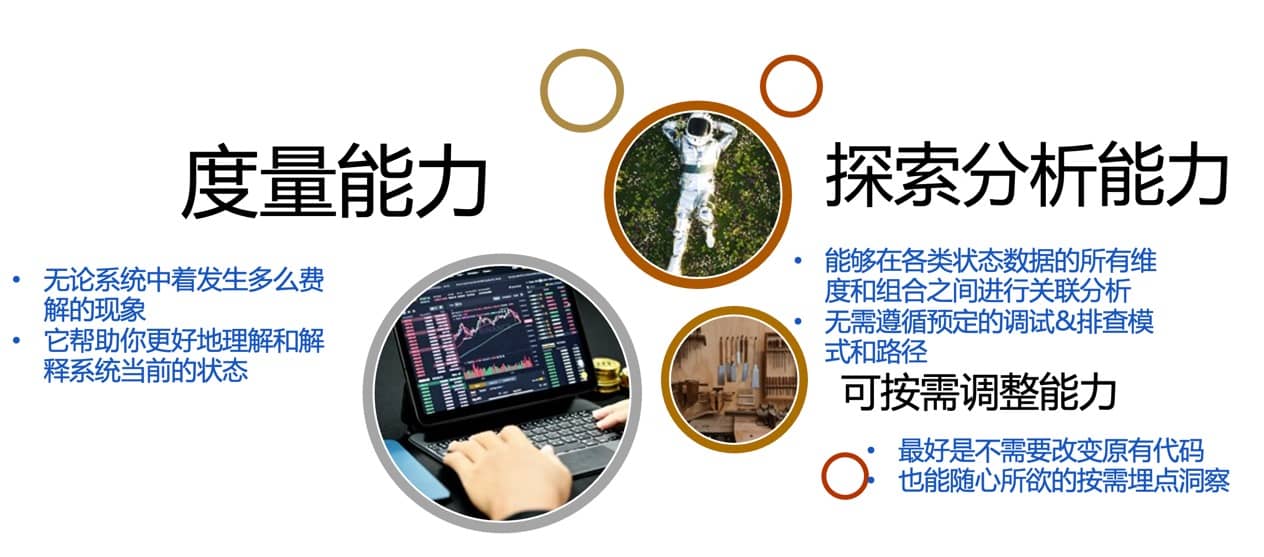 度量能力
• 无论系统中着发生多么费
解的现象
• 它帮助你更好地理解和解
释系统当前的状态
探索分析能力
• 能够在各类状态数据的所有维
度和组合之间进行关联分析
• 无需遵循预定的调试&排查模
式和路径
可按需调整能力
• 最好是不需要改变原有代码
• 也能随心所欲的按需埋点洞察